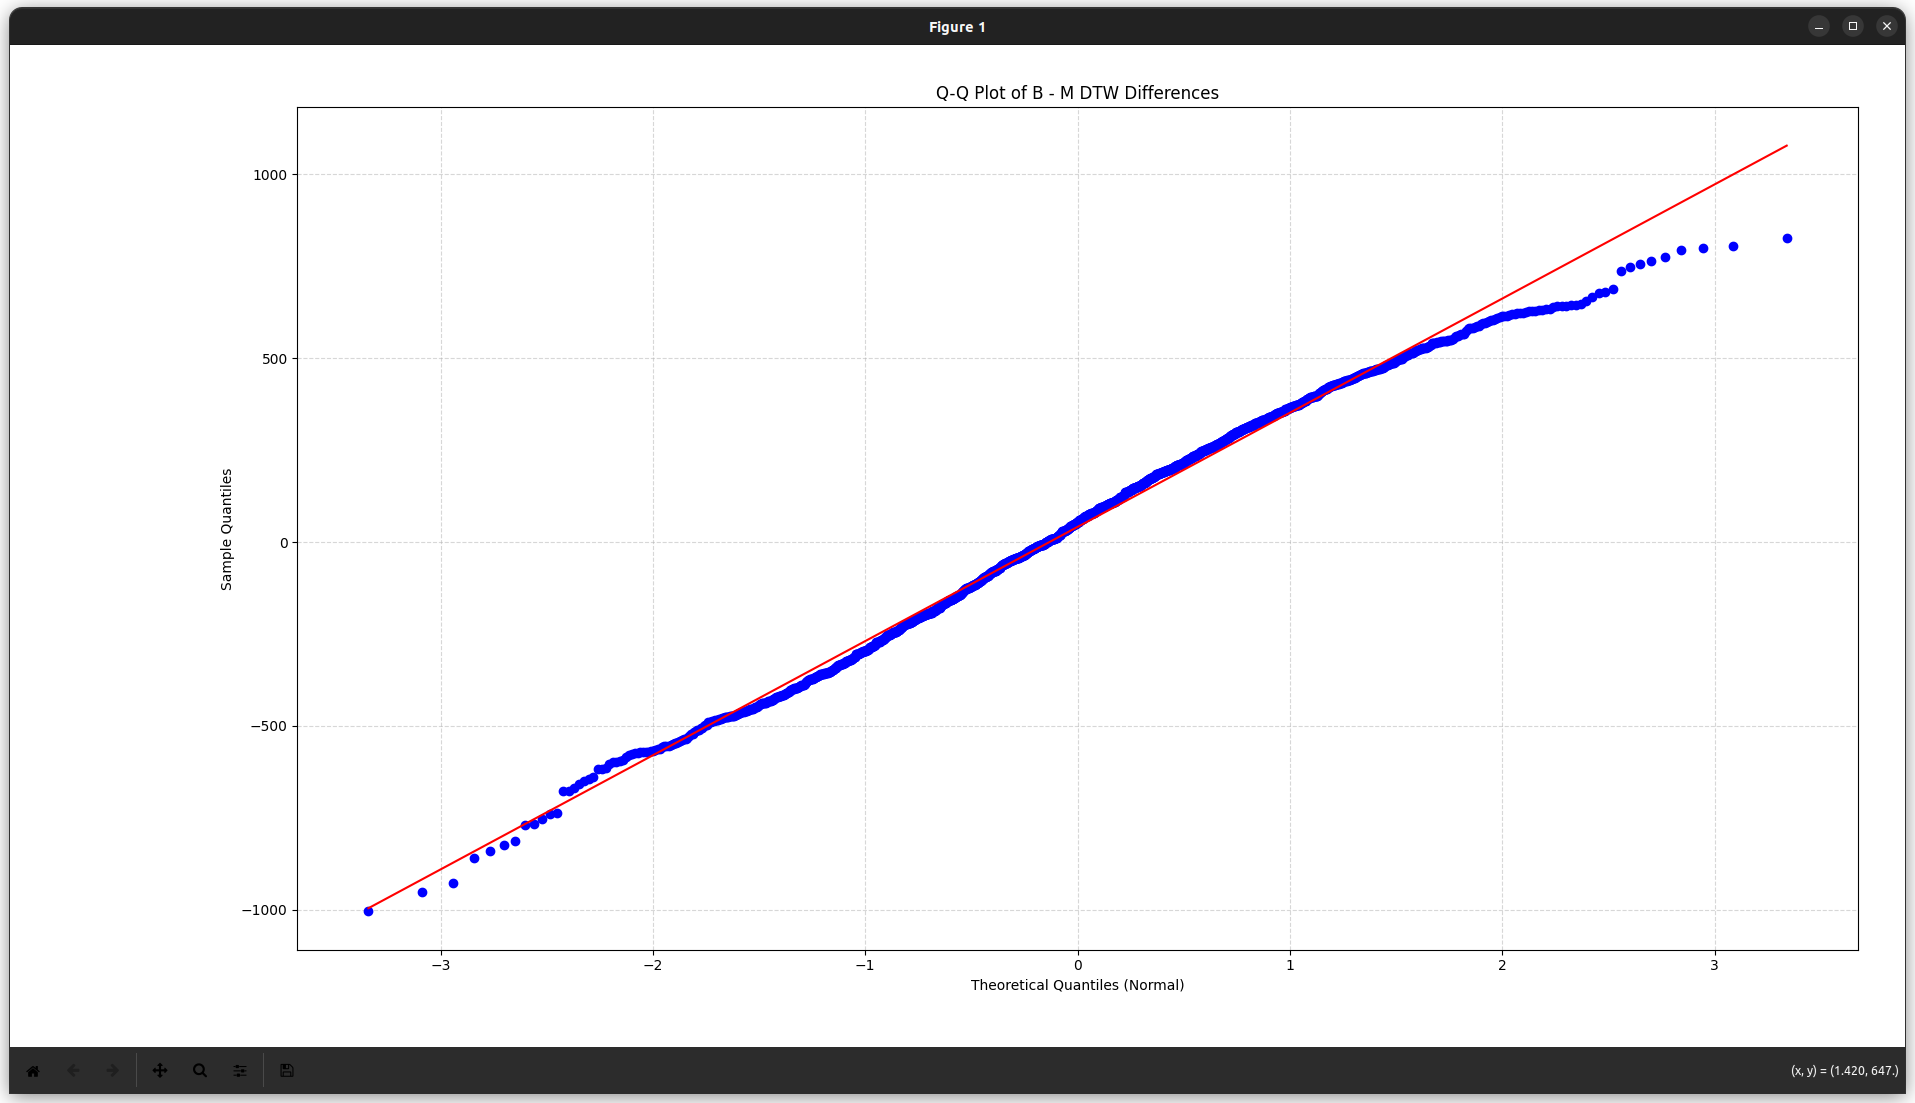 Figure 1
Q-Q Plot of B - M DTW Differences
1000
500
0
−500
−1000
Sample Quantiles
−3 −2 −1 0 1 2 3
Theoretical Quantiles (Normal)
(x, y) = (1.420, 647.)